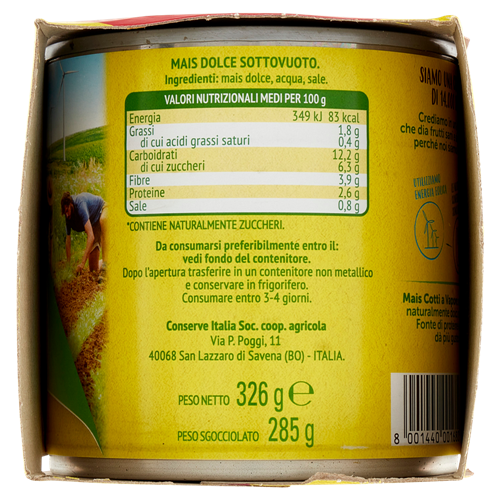 MAIS DOLCE SOTTOVUOTO.
Ingredienti: mais dolce, acqua, sale.
VALORI NUTRIZIONALI MEDI PER 100 g
Energia 349 kJ 83 kcal
Grassi 1,8 g
di cui acidi grassi saturi 0,4 g
Carboidrati 12,2 g
di cui zuccheri 6,3 g
Fibre 3,9 g
Proteine 2,6 g
Sale 0,8 g
*CONTIENE NATURALMENTE ZUCCHERI.
Da consumarsi preferibilmente entro il:
vedi fondo del contenitore.
Dopo l'apertura trasferire in un contenitore non metallico
e conservare in frigorifero.
Consumare entro 3-4 giorni.
Conserve Italia Soc. coop. agricola
Via P. Poggi, 11
40068 San Lazzaro di Savena (BO) - ITALIA.
PESO NETTO 326 g e
PESO SGOCCIOLATO 285 g
SIAMO
DI
Crediamo
che dia frutti
perché noi
UTILIZZIAMO
ENERGIA
Mais Cotti a
naturalmente
Fonte di
da più
8 001440 001